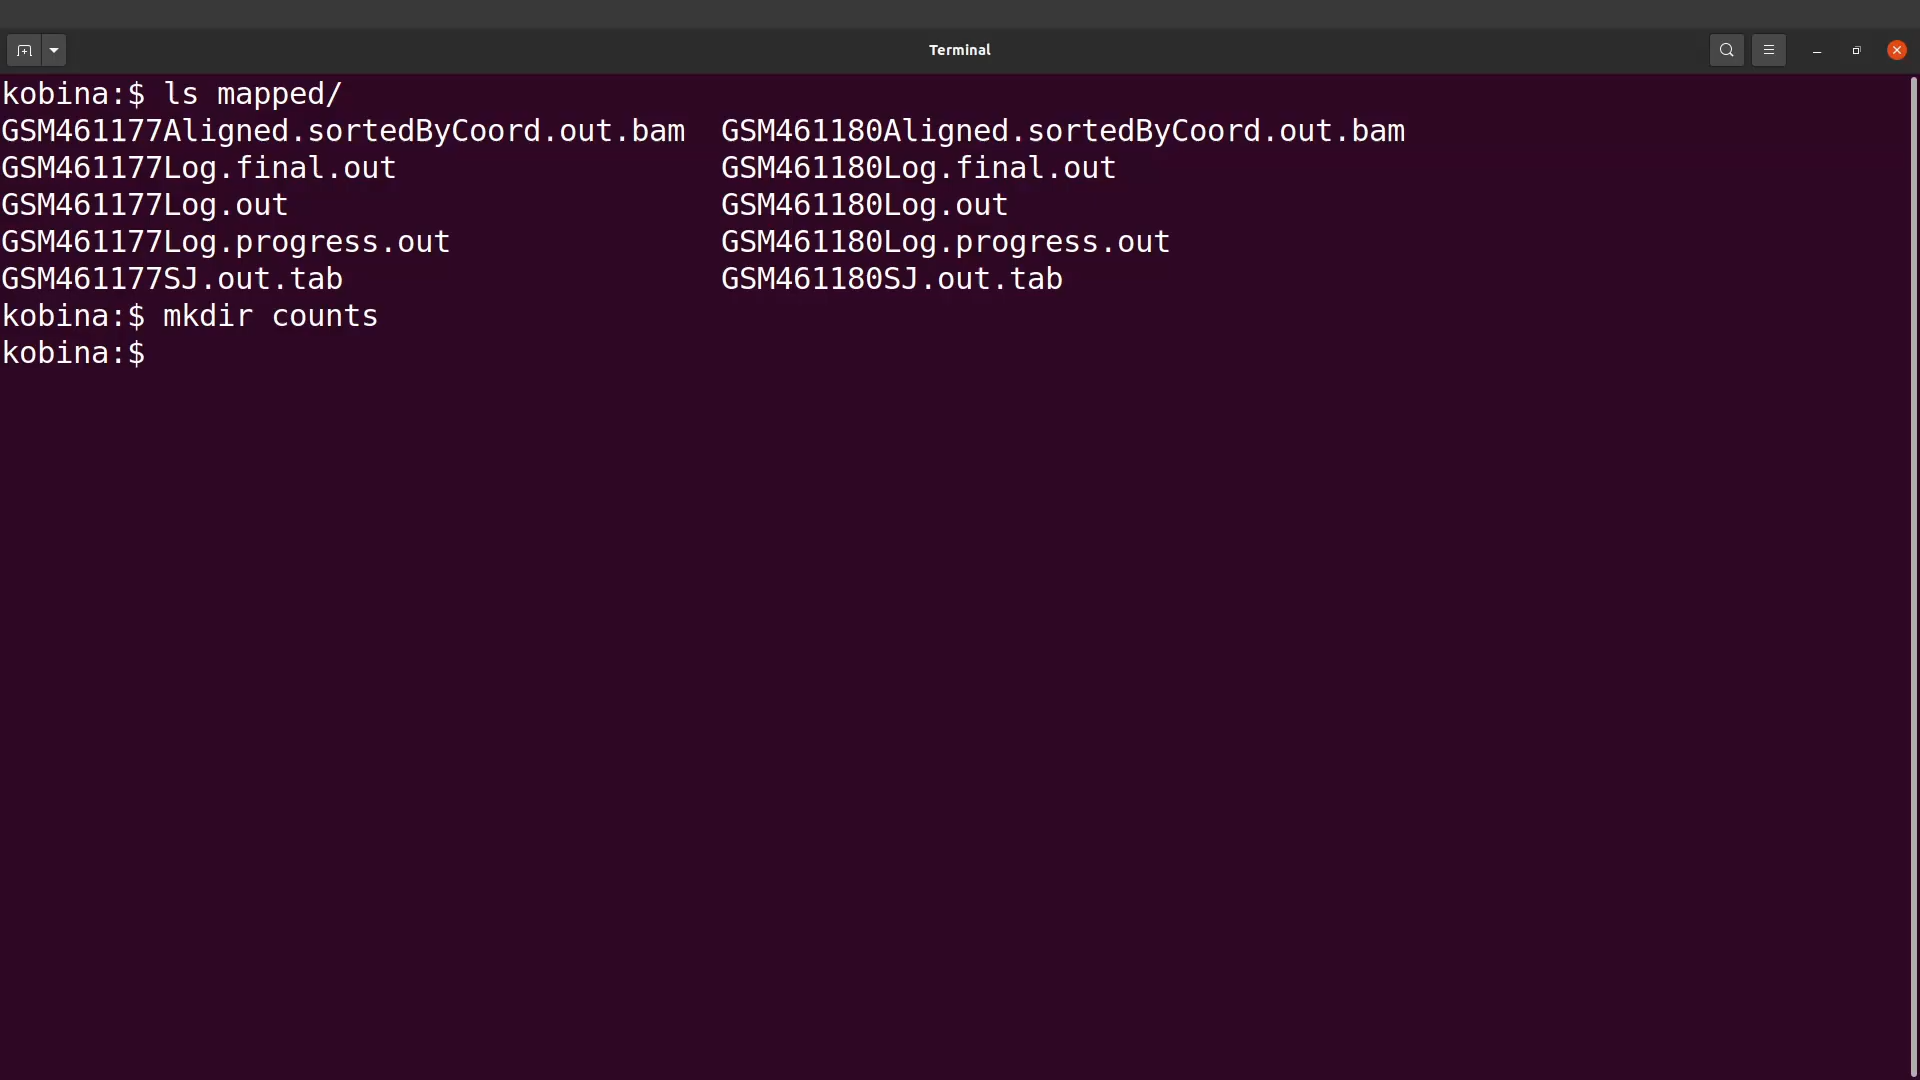 Terminal
kobina:$ ls mapped/
GSM461177Aligned.sortedByCoord.out.bam  GSM461180Aligned.sortedByCoord.out.bam
GSM461177Log.final.out                  GSM461180Log.final.out
GSM461177Log.out                        GSM461180Log.out
GSM461177Log.progress.out               GSM461180Log.progress.out
GSM461177SJ.out.tab                     GSM461180SJ.out.tab
kobina:$ mkdir counts
kobina:$